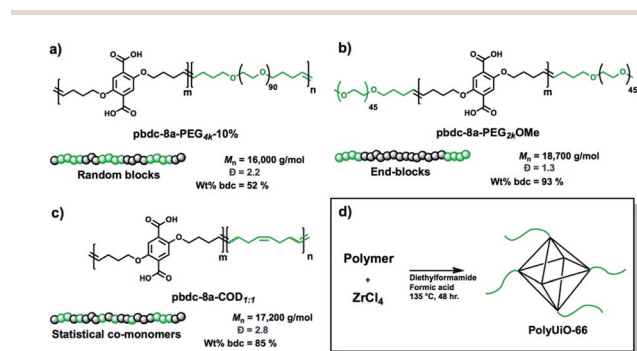 a)
OH
O
O
O
O
O
90
m
n
O
HO
pbdc-8a-PEG4k-10%
Random blocks
Mn = 16,000 g/mol
Đ = 2.2
Wt% bdc = 52 %
b)
OH
O
O
O
O
O
45
O
O
45
m
n
HO
O
pbdc-8a-PEG2kOMe
End-blocks
Mn = 18,700 g/mol
Đ = 1.3
Wt% bdc = 93 %
c)
OH
O
O
O
m
n
O
HO
pbdc-8a-COD1:1
Statistical co-monomers
Mn = 17,200 g/mol
Đ = 2.8
Wt% bdc = 85 %
d)
Polymer
+
ZrCl4
Diethylformamide
Formic acid
135 °C, 48 hr.
PolyUiO-66